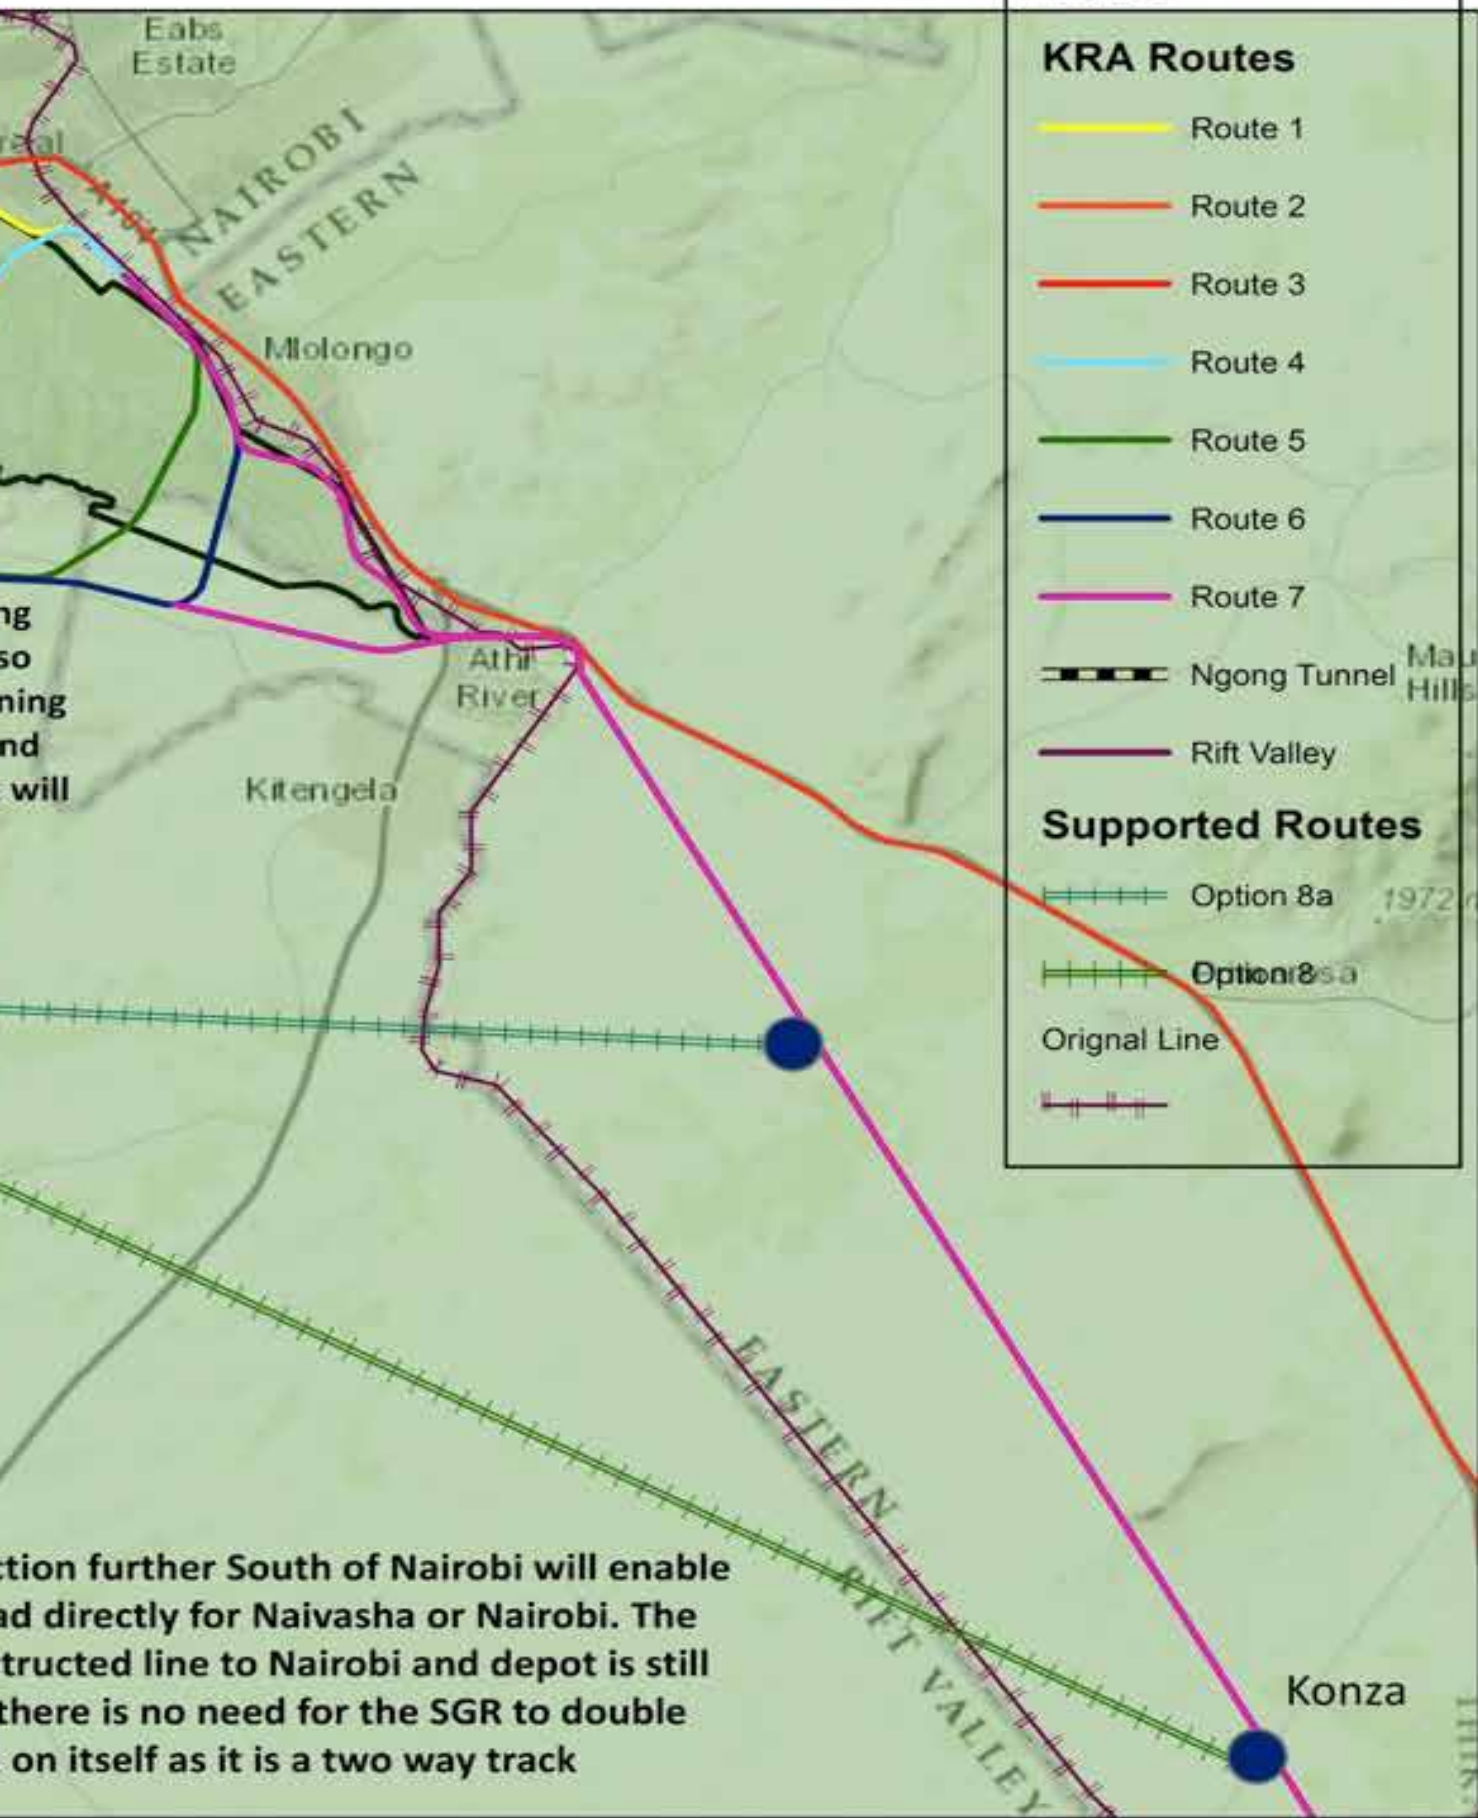 Eabs
Estate
NAIROBI
EASTERN
Mlolongo
Athi
River
Kitengela
ng
so
ning
nd
will
KRA Routes
Route 1
Route 2
Route 3
Route 4
Route 5
Route 6
Route 7
Ngong Tunnel
Rift Valley
Supported Routes
Option 8a
Option 8
Orignal Line
Mau
Hills
1972
EASTERN
RIFT VALLEY
Konza
ction further South of Nairobi will enable
ad directly for Naivasha or Nairobi. The
tructed line to Nairobi and depot is still
there is no need for the SGR to double
on itself as it is a two way track